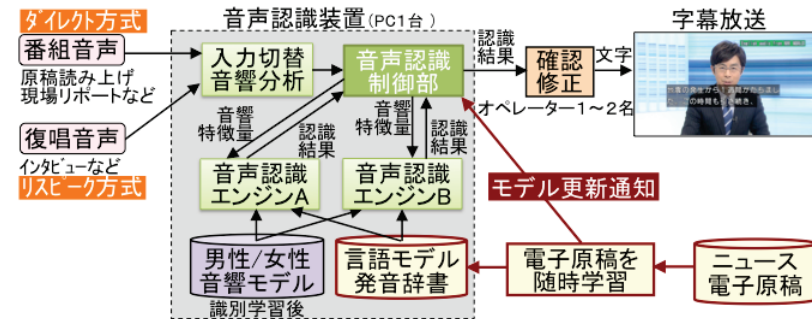 ダイレクト方式
番組音声
原稿読み上げ
現場リポートなど
復唱音声
インタビューなど
リスピーク方式
音声認識装置(PC1台)
入力切替
音響分析
音声認識
制御部
音響
特徴量
認識
結果
音響
特徴量
認識
結果
音声認識
エンジンA
音声認識
エンジンB
男性/女性
音響モデル
識別学習後
言語モデル
発音辞書
認識
結果
確認
修正
文字
オペレーター1〜2名
字幕放送
モデル更新通知
電子原稿を
随時学習
ニュース
電子原稿